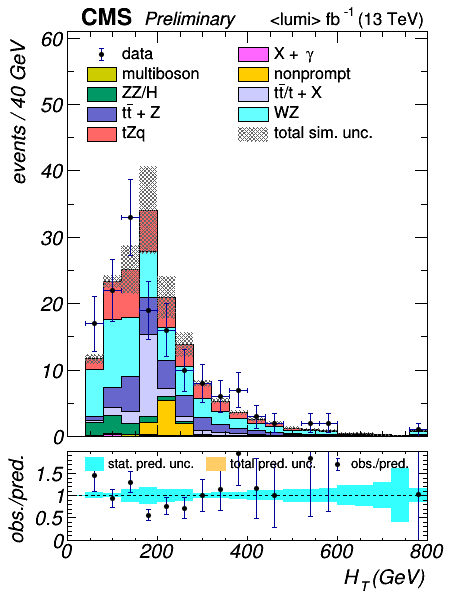 CMS Preliminary <lumi> fb⁻¹ (13 TeV)
events / 40 GeV
60
50
40
30
20
10
0
data
multiboson
ZZ/H
tt̄ + Z
tZq
X + γ
nonprompt
tt̄/t + X
WZ
total sim. unc.
obs./pred.
2
1.5
1
0.5
0
stat. pred. unc. total pred. unc. obs./pred.
0 200 400 600 800
H_T (GeV)